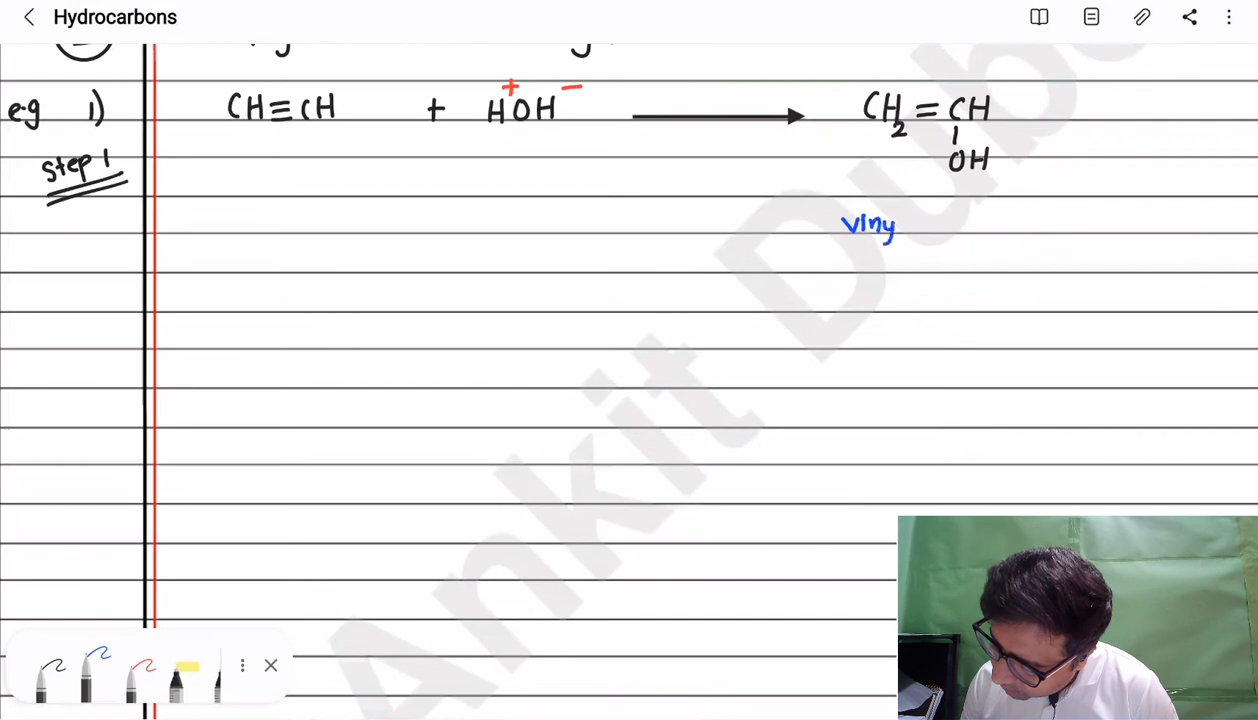 Hydrocarbons
e.g 1) CH≡CH + HOH ⟶ CH2 = CH
+ −
OH
Step 1
viny
Ankit Dube